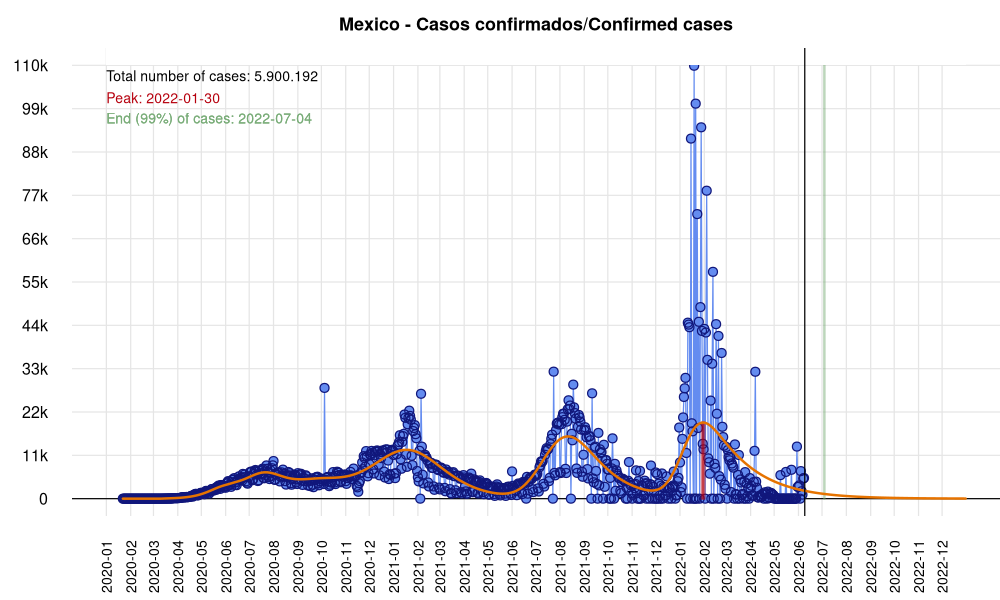 Mexico - Casos confirmados/Confirmed cases
Total number of cases: 5.900.192
Peak: 2022-01-30
End (99%) of cases: 2022-07-04
110k
99k
88k
77k
66k
55k
44k
33k
22k
11k
0
2020-01
2020-02
2020-03
2020-04
2020-05
2020-06
2020-07
2020-08
2020-09
2020-10
2020-11
2020-12
2021-01
2021-02
2021-03
2021-04
2021-05
2021-06
2021-07
2021-08
2021-09
2021-10
2021-11
2021-12
2022-01
2022-02
2022-03
2022-04
2022-05
2022-06
2022-07
2022-08
2022-09
2022-10
2022-11
2022-12